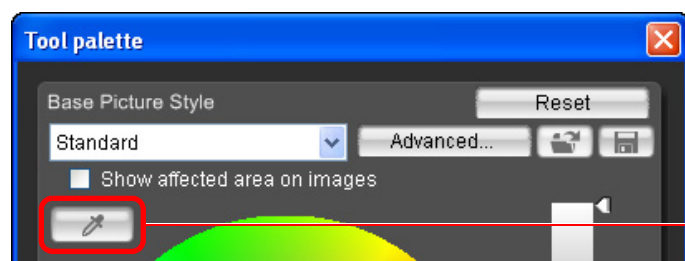 Tool palette
Base Picture Style
Reset
Standard
Advanced...
Show affected area on images